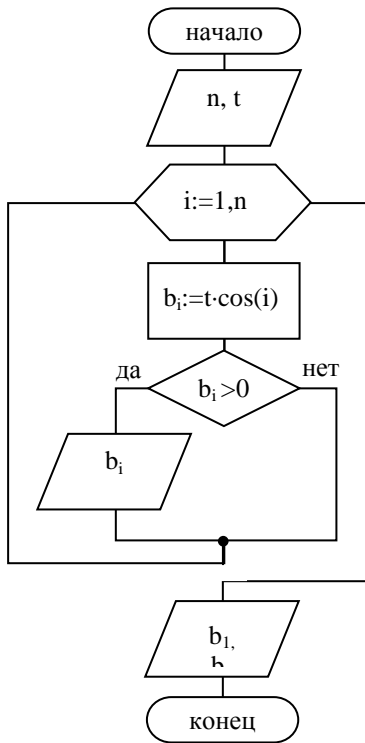 начало
n, t
i:=1,n
bᵢ:=t·cos(i)
да
нет
bᵢ >0
bᵢ
b₁,
конец